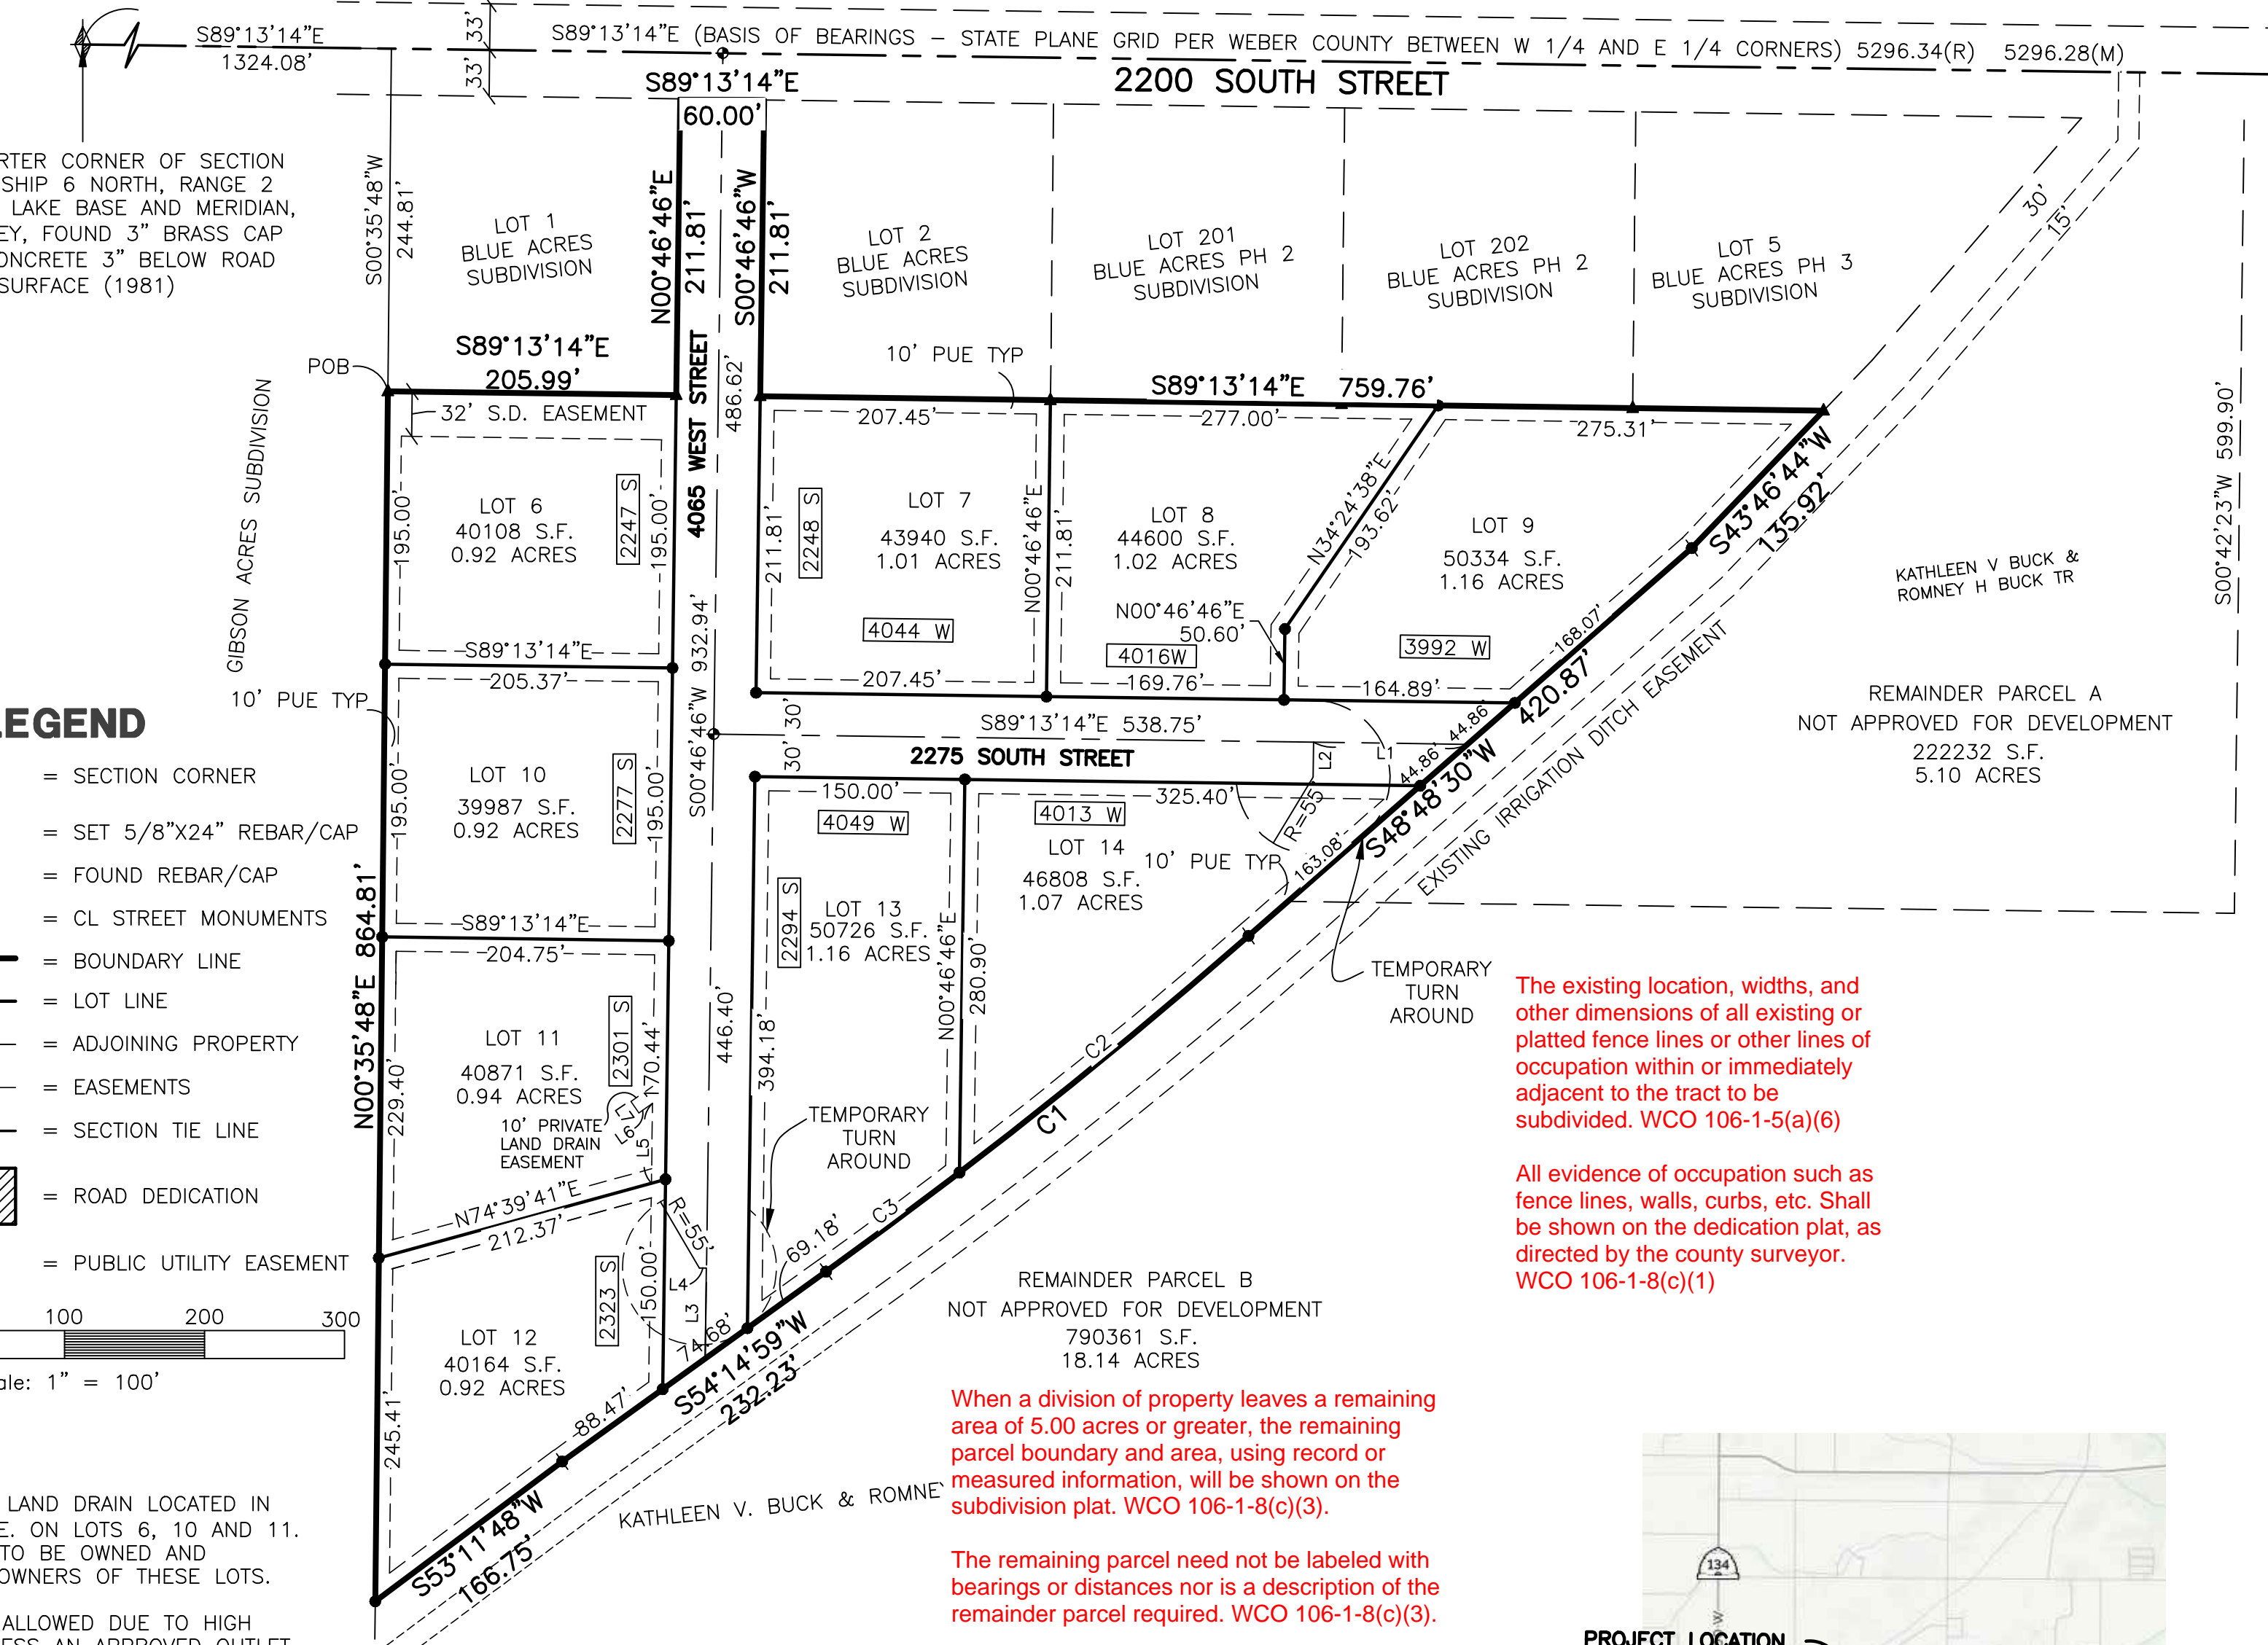 S89°13'14"E
1324.08'
33'
33'
S89°13'14"E (BASIS OF BEARINGS – STATE PLANE GRID PER WEBER COUNTY BETWEEN W 1/4 AND E 1/4 CORNERS) 5296.34(R) 5296.28(M)
2200 SOUTH STREET
S89°13'14"E
60.00'
RTER CORNER OF SECTION
SHIP 6 NORTH, RANGE 2
LAKE BASE AND MERIDIAN,
EY, FOUND 3" BRASS CAP
ONCRETE 3" BELOW ROAD
SURFACE (1981)
S00°35'48"W
244.81'
LOT 1
BLUE ACRES
SUBDIVISION
N00°46'46"E
211.81'
S00°46'46"W
211.81'
LOT 2
BLUE ACRES
SUBDIVISION
LOT 201
BLUE ACRES PH 2
SUBDIVISION
LOT 202
BLUE ACRES PH 2
SUBDIVISION
LOT 5
BLUE ACRES PH 3
SUBDIVISION
30'
15'
S00°42'23"W 599.90'
POB
S89°13'14"E
205.99'
32' S.D. EASEMENT
GIBSON ACRES SUBDIVISION
4065 WEST STREET
486.62'
10' PUE TYP
S89°13'14"E 759.76'
207.45'
277.00'
275.31'
195.00'
LOT 6
40108 S.F.
0.92 ACRES
2247 S
195.00'
211.81'
2248 S
LOT 7
43940 S.F.
1.01 ACRES
4044 W
207.45'
N00°46'46"E
211.81'
LOT 8
44600 S.F.
1.02 ACRES
N34°24'38"E
193.62'
N00°46'46"E
50.60'
4016W
169.76'
LOT 9
50334 S.F.
1.16 ACRES
3992 W
164.89'
S43°46'44"W
135.92'
168.07'
420.87'
S48°48'30"W
44.86'
44.86'
EXISTING IRRIGATION DITCH EASEMENT
KATHLEEN V BUCK &
ROMNEY H BUCK TR
REMAINDER PARCEL A
NOT APPROVED FOR DEVELOPMENT
222232 S.F.
5.10 ACRES
S89°13'14"E
205.37'
10' PUE TYP
S00°46'46"W 932.94'
30' 30'
S89°13'14"E 538.75'
2275 SOUTH STREET
L2
L1
R=55'
LEGEND
= SECTION CORNER
= SET 5/8"X24" REBAR/CAP
= FOUND REBAR/CAP
= CL STREET MONUMENTS
= BOUNDARY LINE
= LOT LINE
= ADJOINING PROPERTY
= EASEMENTS
= SECTION TIE LINE
= ROAD DEDICATION
= PUBLIC UTILITY EASEMENT
195.00'
LOT 10
39987 S.F.
0.92 ACRES
2277 S
195.00'
N00°35'48"E 864.81'
S89°13'14"E
204.75'
150.00'
4049 W
2294 S
LOT 13
50726 S.F.
1.16 ACRES
394.18'
N00°46'46"E
280.90'
325.40'
4013 W
LOT 14
46808 S.F.
1.07 ACRES
10' PUE TYP
163.08'
TEMPORARY
TURN
AROUND
229.40'
LOT 11
40871 S.F.
0.94 ACRES
2301 S
170.44'
446.40'
10' PRIVATE
LAND DRAIN
EASEMENT
L7
L6
L5
TEMPORARY
TURN
AROUND
C2
C1
C3
N74°39'41"E
212.37'
R=55'
L4
L3
69.18'
74.68'
2323 S
150.00'
LOT 12
40164 S.F.
0.92 ACRES
245.41'
88.47'
S54°14'59"W
232.23'
S53°11'48"W
166.75'
100 200 300
ale: 1" = 100'
REMAINDER PARCEL B
NOT APPROVED FOR DEVELOPMENT
790361 S.F.
18.14 ACRES
KATHLEEN V. BUCK & ROMNE
The existing location, widths, and
other dimensions of all existing or
platted fence lines or other lines of
occupation within or immediately
adjacent to the tract to be
subdivided. WCO 106-1-5(a)(6)
All evidence of occupation such as
fence lines, walls, curbs, etc. Shall
be shown on the dedication plat, as
directed by the county surveyor.
WCO 106-1-8(c)(1)
When a division of property leaves a remaining
area of 5.00 acres or greater, the remaining
parcel boundary and area, using record or
measured information, will be shown on the
subdivision plat. WCO 106-1-8(c)(3).
The remaining parcel need not be labeled with
bearings or distances nor is a description of the
remainder parcel required. WCO 106-1-8(c)(3).
LAND DRAIN LOCATED IN
E. ON LOTS 6, 10 AND 11.
TO BE OWNED AND
OWNERS OF THESE LOTS.
ALLOWED DUE TO HIGH
ESS AN APPROVED OUTLET
134
PROJECT LOCATION